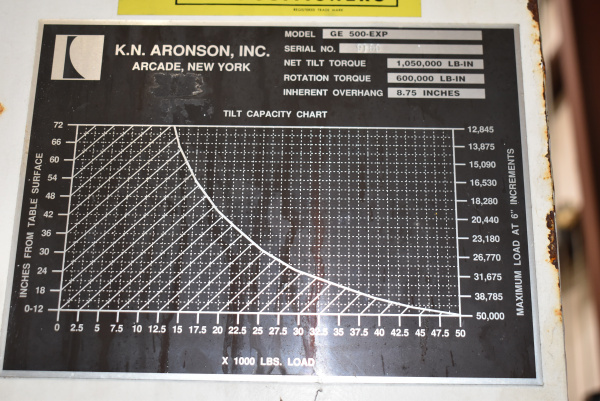 REGISTERED TRADE MARK
K.N. ARONSON, INC.
ARCADE, NEW YORK
MODEL GE 500-EXP
SERIAL NO.
NET TILT TORQUE 1,050,000 LB-IN
ROTATION TORQUE 600,000 LB-IN
INHERENT OVERHANG 8.75 INCHES
TILT CAPACITY CHART
INCHES FROM TABLE SURFACE
72
66
60
54
48
42
36
30
24
18
0-12
12,845
13,875
15,090
16,530
18,280
20,440
23,180
26,770
31,675
38,785
50,000
MAXIMUM LOAD AT 6" INCREMENTS
0 2.5 5 7.5 10 12.5 15 17.5 20 22.5 25 27.5 30 32.5 35 37.5 40 42.5 45 47.5 50
X 1000 LBS. LOAD